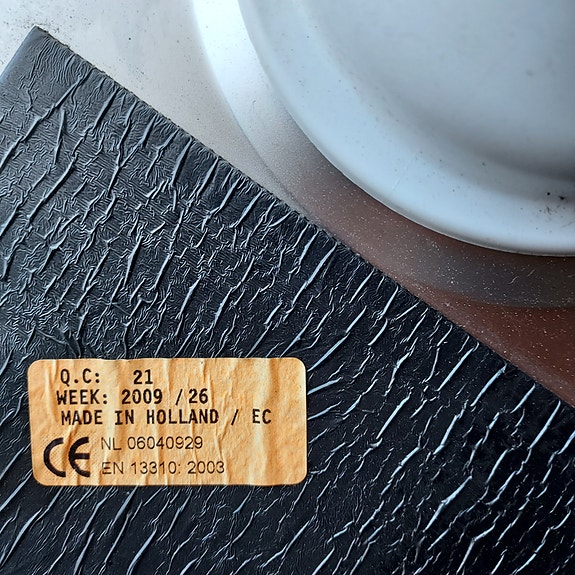 Q.C: 21
WEEK: 2009 / 26
MADE IN HOLLAND / EC
CE NL 06040929
EN 13310: 2003